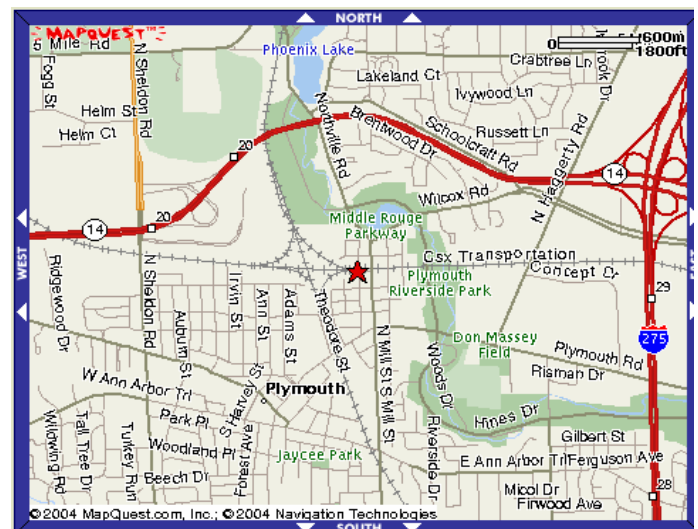 NORTH
MAPQUEST
600m
0
1800ft
5 Mile Rd
Phoenix Lake
Crabtree Ln
Fogg St
N Sheldon Rd
Lakeland Ct
Ivywood Ln
Helm St
Northville Rd
Brentwood Dr
Schoolcraft Rd
Russett Ln
Helm Ct
N Haggerty Rd
20
14
Wilcox Rd
20
Middle Rouge
Parkway
14
WEST
EAST
Csx Transportation
Concept Dr
Plymouth
Riverside Park
29
Ridgewood Dr
N Sheldon Rd
Auburn St
Irvin St
Ann St
Adams St
Theodore St
N Mill St
S Mill St
Don Massey
Field
275
Plymouth Rd
Risman Dr
W Ann Arbor Trl
Woods Dr
Plymouth
Hines Dr
Park Pl
S Harvey St
Gilbert St
Wildwing Rd
Tall Tree Dr
Turkey Run
Woodland Pl
Forest Ave
Jaycee Park
Riverside Dr
E Ann Arbor Trl
Ferguson Ave
Beech Dr
Micol Dr
28
Firwood Ave
©2004 MapQuest.com, Inc.; ©2004 Navigation Technologies
SOUTH